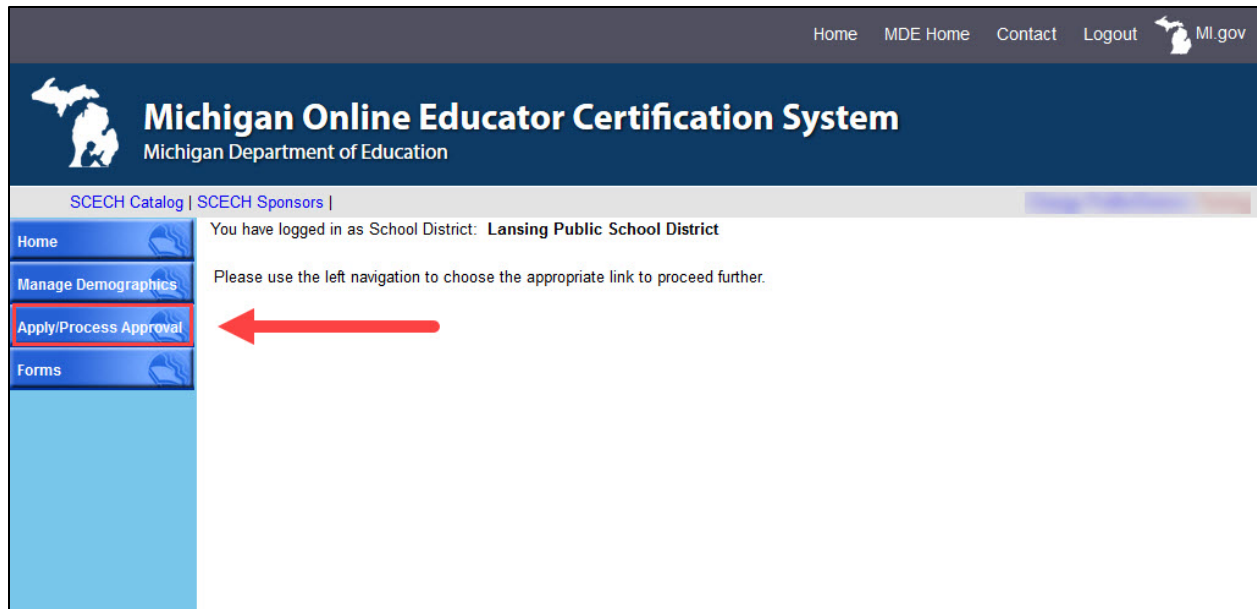 Home MDE Home Contact Logout MI.gov
Michigan Online Educator Certification System
Michigan Department of Education
SCECH Catalog | SCECH Sponsors |
Home
You have logged in as School District: Lansing Public School District
Manage Demographics
Please use the left navigation to choose the appropriate link to proceed further.
Apply/Process Approval
Forms